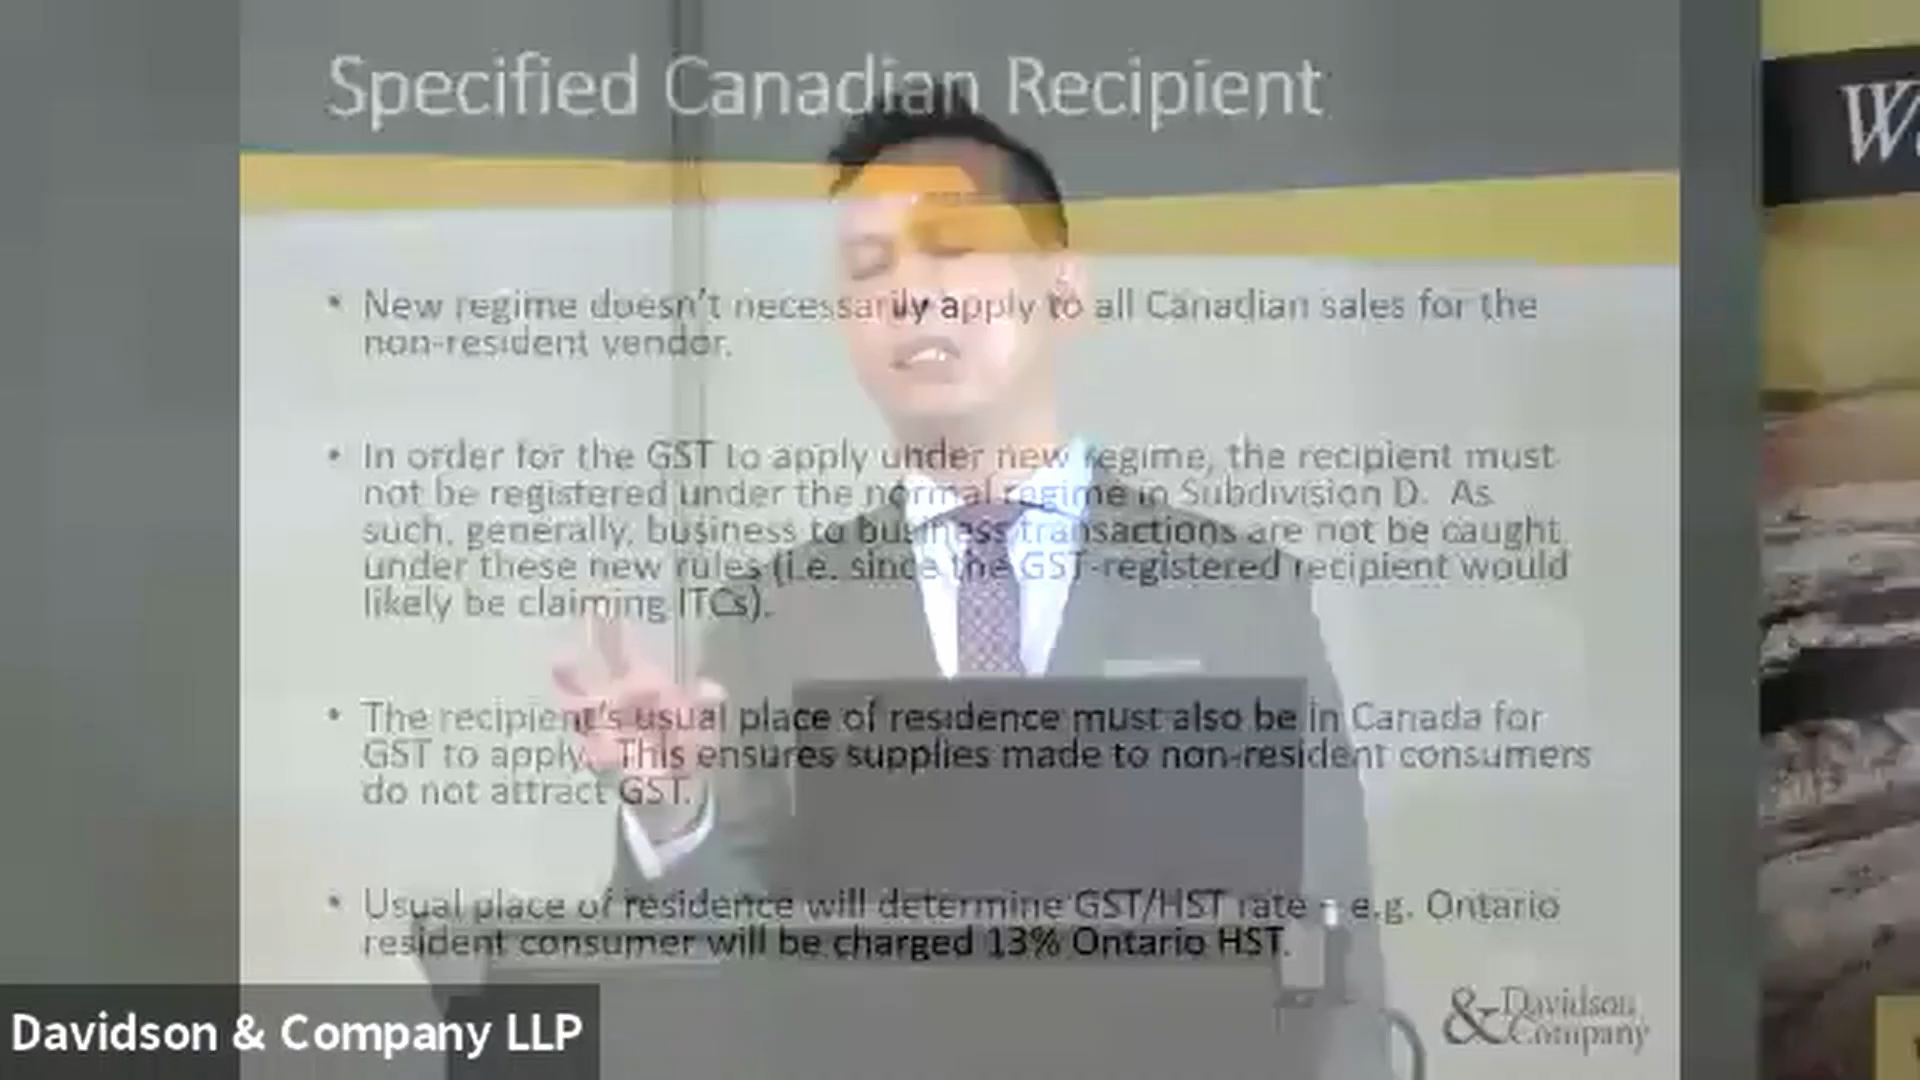 Specified Canadian Recipient
• New regime doesn't necessarily apply to all Canadian sales for the
non-resident vendor.
• In order for the GST to apply under new regime, the recipient must
not be registered under the normal regime in Subdivision D. As
such, generally, business to business transactions are not be caught
under these new rules (i.e. since the GST-registered recipient would
likely be claiming ITCs).
• The recipient's usual place of residence must also be in Canada for
GST to apply. This ensures supplies made to non-resident consumers
do not attract GST.
• Usual place of residence will determine GST/HST rate - e.g. Ontario
resident consumer will be charged 13% Ontario HST.
& Davidson
Company
Davidson & Company LLP